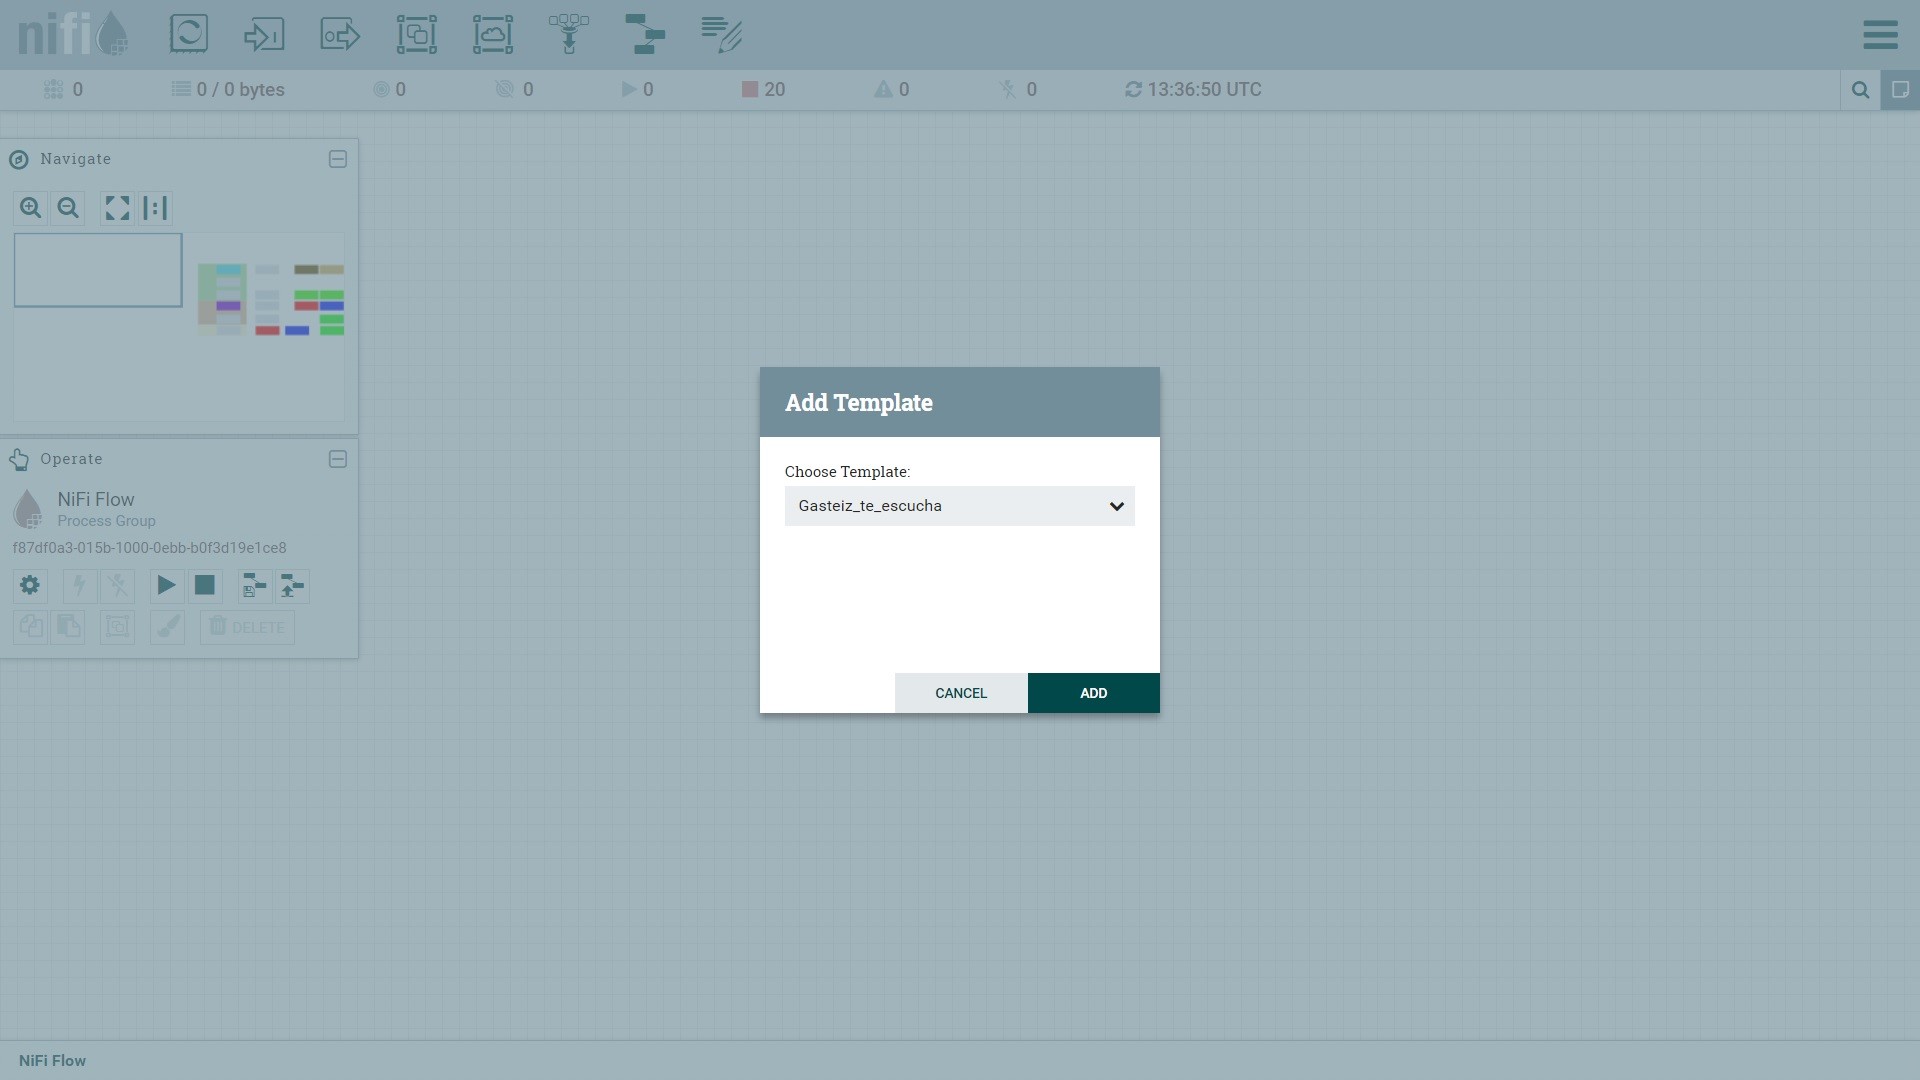 nifi
0
0 / 0 bytes
0
0
0
20
0
0
13:36:50 UTC
Navigate
Operate
NiFi Flow
Process Group
f87df0a3-015b-1000-0ebb-b0f3d19e1ce8
DELETE
Add Template
Choose Template:
Gasteiz_te_escucha
CANCEL
ADD
NiFi Flow